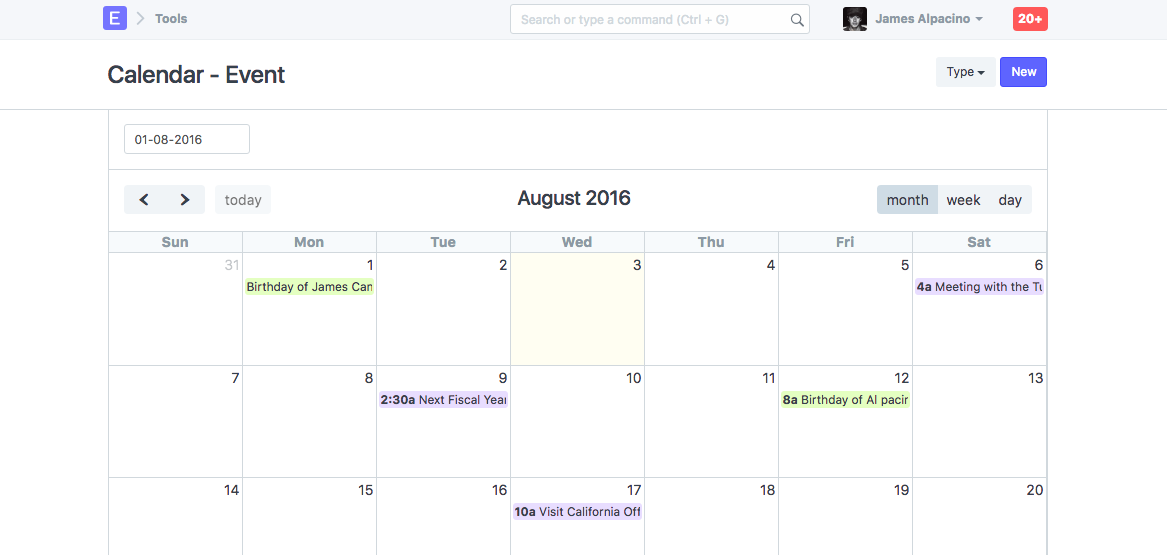 E Tools Search or type a command (Ctrl + G) James Alpacino 20+
Calendar - Event Type New
01-08-2016
today August 2016 month week day
Sun Mon Tue Wed Thu Fri Sat
31 1 2 3 4 5 6
Birthday of James Can 4a Meeting with the Tu
7 8 9 10 11 12 13
2:30a Next Fiscal Year 8a Birthday of Al pacin
14 15 16 17 18 19 20
10a Visit California Off